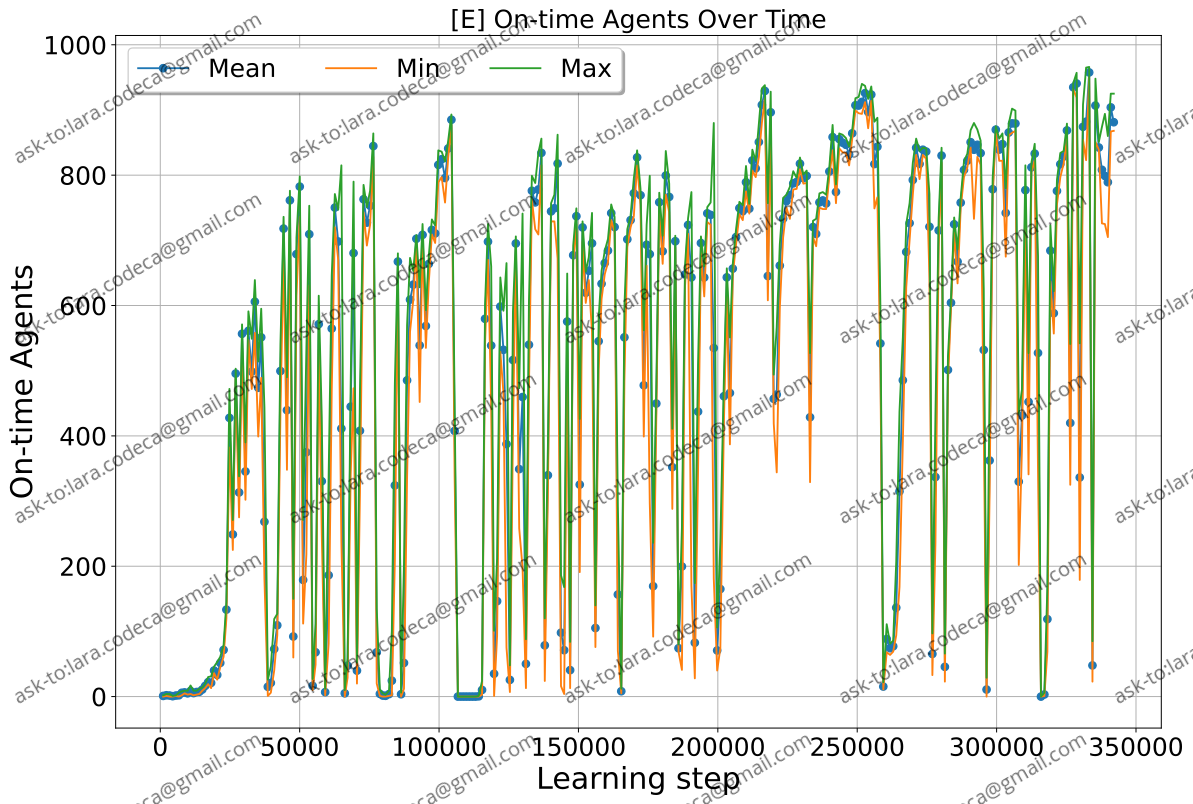 [E] On-time Agents Over Time
Mean Min Max
On-time Agents
1000
800
600
400
200
0
0 50000 100000 150000 200000 250000 300000 350000
Learning step
ask-to:lara.codeca@gmail.com